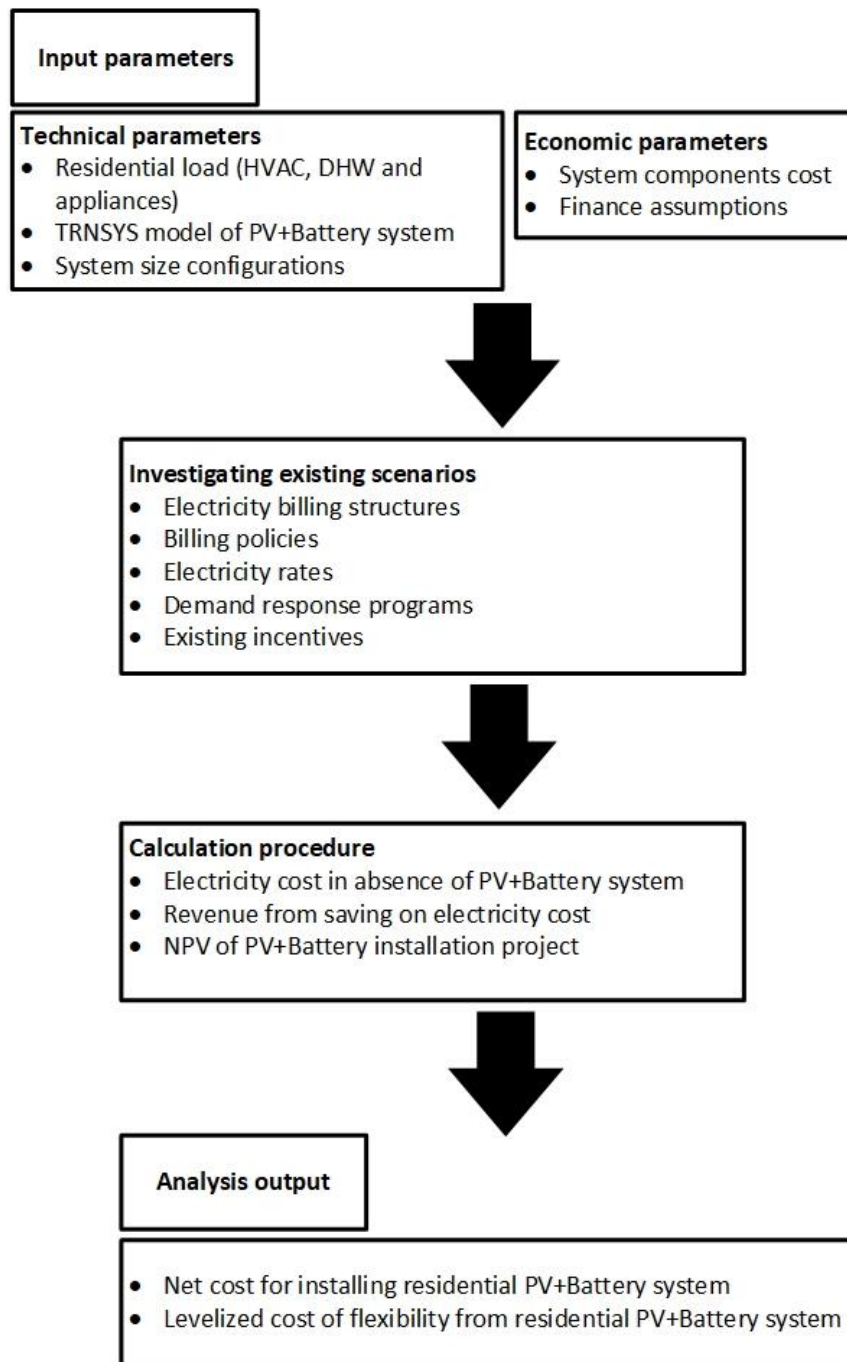 Input parameters
Technical parameters
• Residential load (HVAC, DHW and
appliances)
• TRNSYS model of PV+Battery system
• System size configurations
Economic parameters
• System components cost
• Finance assumptions
Investigating existing scenarios
• Electricity billing structures
• Billing policies
• Electricity rates
• Demand response programs
• Existing incentives
Calculation procedure
• Electricity cost in absence of PV+Battery system
• Revenue from saving on electricity cost
• NPV of PV+Battery installation project
Analysis output
• Net cost for installing residential PV+Battery system
• Levelized cost of flexibility from residential PV+Battery system